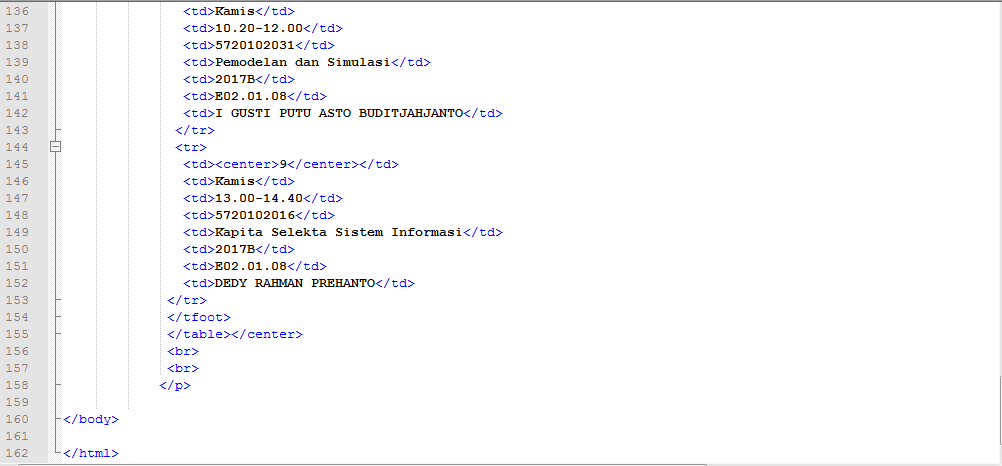 136 <td>Kamis</td>
137 <td>10.20-12.00</td>
138 <td>5720102031</td>
139 <td>Pemodelan dan Simulasi</td>
140 <td>2017B</td>
141 <td>E02.01.08</td>
142 <td>I GUSTI PUTU ASTO BUDITJAHJANTO</td>
143 </tr>
144 <tr>
145 <td><center>9</center></td>
146 <td>Kamis</td>
147 <td>13.00-14.40</td>
148 <td>5720102016</td>
149 <td>Kapita Selekta Sistem Informasi</td>
150 <td>2017B</td>
151 <td>E02.01.08</td>
152 <td>DEDY RAHMAN PREHANTO</td>
153 </tr>
154 </tfoot>
155 </table></center>
156 <br>
157 <br>
158 </p>
159
160 </body>
161
162 </html>